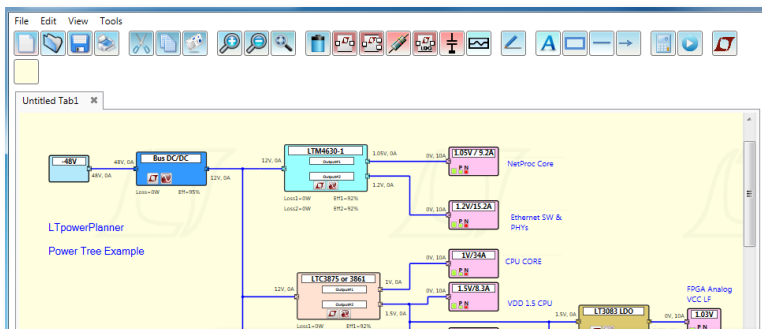 File Edit View Tools
LOG
A
Untitled Tab1
-48V
48V, 0A
48V, 0A
Bus DC/DC
Loss=0W Eff=95%
12V, 0A
12V, 0A
LTM4630-1
Output#1
Output#2
Loss1=0W Eff1=92%
Loss2=0W Eff2=92%
1.05V, 0A
1.2V, 0A
0V, 10A
1.05V / 9.2A
P N
NetProc Core
0V, 10A
1.2V/15.2A
P N
Ethernet SW &
PHYs
LTpowerPlanner
Power Tree Example
12V, 0A
LTC3875 or 3861
Output#1
Output#2
Loss1=0W Eff1=92%
1V, 0A
1.5V, 0A
0V, 10A
1V/34A
P N
CPU CORE
0V, 10A
1.5V/8.3A
P N
VDD 1.5 CPU
1.5V, 0A
LT3083 LDO
0V, 10A
FPGA Analog
VCC LF
1.03V
P N